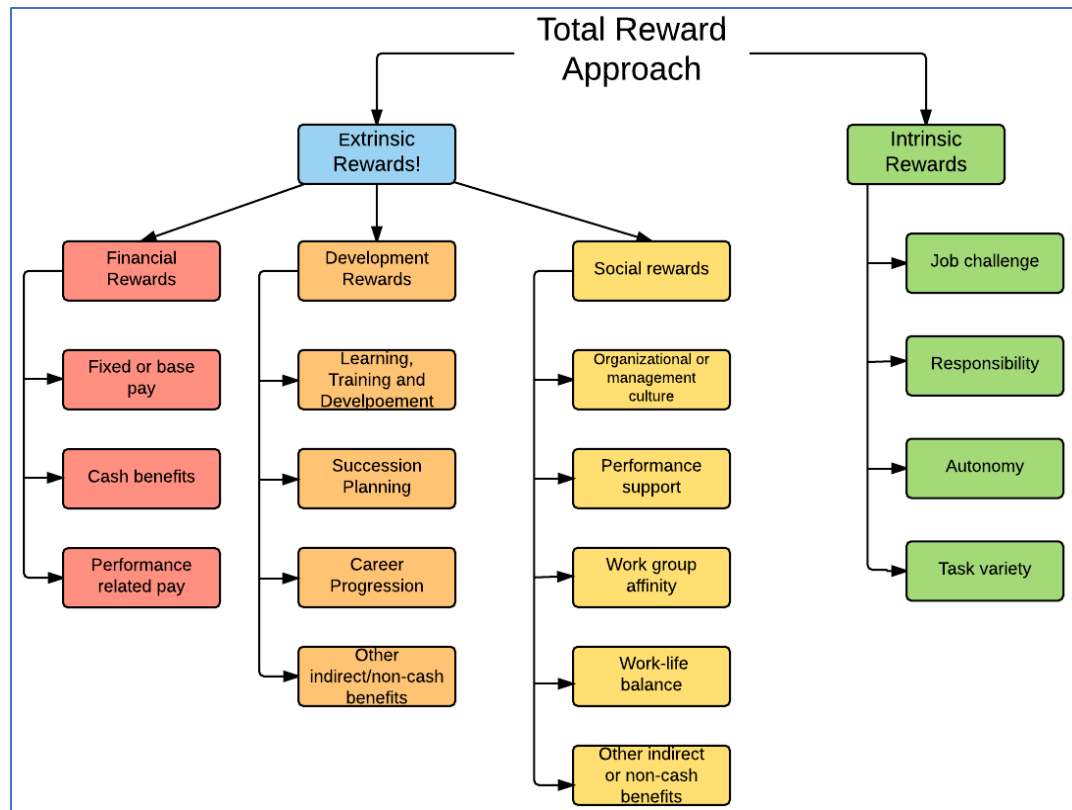 Total Reward
Approach
Extrinsic
Rewards!
Intrinsic
Rewards
Financial
Rewards
Fixed or base
pay
Cash benefits
Performance
related pay
Development
Rewards
Learning,
Training and
Develpoement
Succession
Planning
Career
Progression
Other
indirect/non-cash
benefits
Social rewards
Organizational or
management
culture
Performance
support
Work group
affinity
Work-life
balance
Other indirect
or non-cash
benefits
Job challenge
Responsibility
Autonomy
Task variety